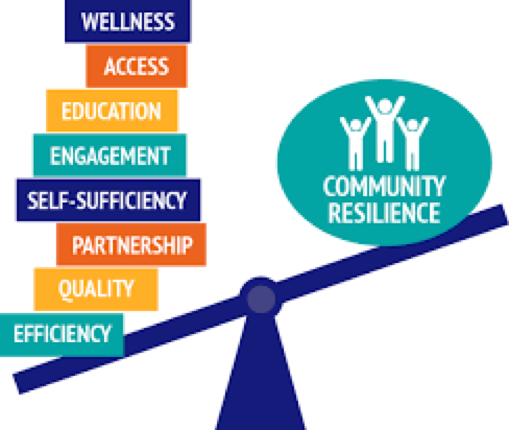 WELLNESS
ACCESS
EDUCATION
ENGAGEMENT
SELF-SUFFICIENCY
PARTNERSHIP
QUALITY
EFFICIENCY
COMMUNITY
RESILIENCE